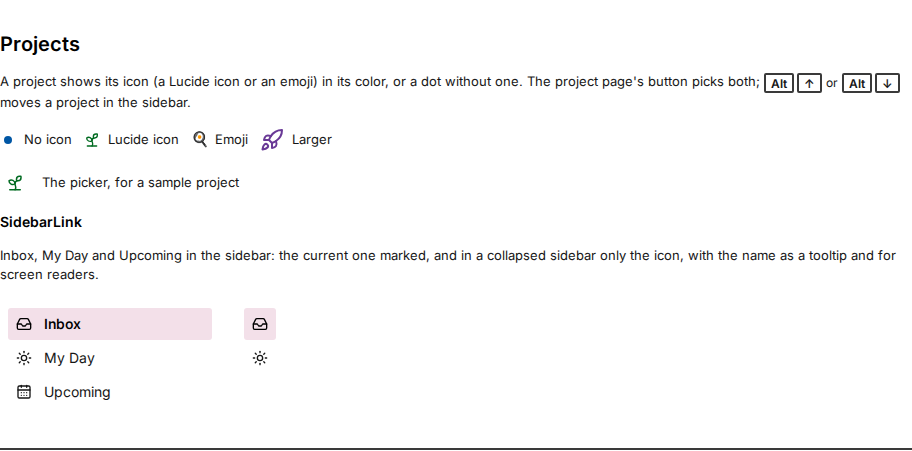 Projects
A project shows its icon (a Lucide icon or an emoji) in its color, or a dot without one. The project page's button picks both; Alt ↑ or Alt ↓
moves a project in the sidebar.
No icon Lucide icon Emoji Larger
The picker, for a sample project
SidebarLink
Inbox, My Day and Upcoming in the sidebar: the current one marked, and in a collapsed sidebar only the icon, with the name as a tooltip and for
screen readers.
Inbox
My Day
Upcoming